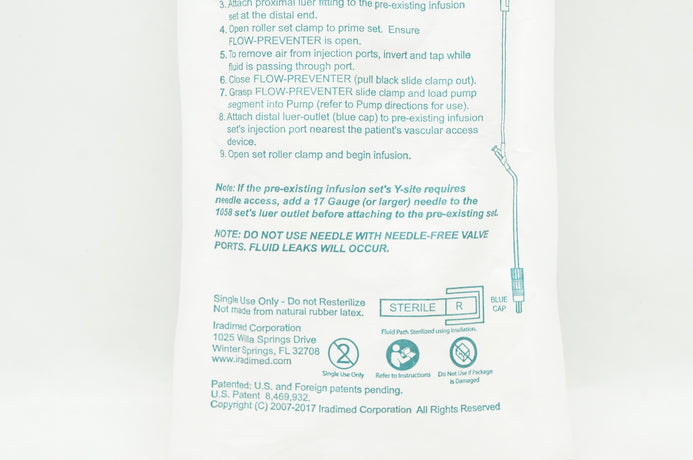 3. Attach proximal luer fitting to the pre-existing infusion
set at the distal end.
4. Open roller set clamp to prime set. Ensure
FLOW-PREVENTER is open.
5. To remove air from injection ports, invert and tap while
fluid is passing through port.
6. Close FLOW-PREVENTER (pull black slide clamp out).
7. Grasp FLOW-PREVENTER slide clamp and load pump
segment into Pump (refer to Pump directions for use).
8. Attach distal luer-outlet (blue cap) to pre-existing infusion
set's injection port nearest the patient's vascular access
device.
9. Open set roller clamp and begin infusion.
Note: If the pre-existing infusion set's Y-site requires
needle access, add a 17 Gauge (or larger) needle to the
1058 set's luer outlet before attaching to the pre-existing set.
NOTE: DO NOT USE NEEDLE WITH NEEDLE-FREE VALVE
PORTS. FLUID LEAKS WILL OCCUR.
Single Use Only - Do not Resterilize
Not made from natural rubber latex.
STERILE R
BLUE
CAP
Fluid Path Sterilized using Irradiation.
Iradimed Corporation
1025 Willa Springs Drive
Winter Springs, FL 32708
www.iradimed.com
2
Single Use Only
Refer to Instructions
Do Not Use if Package
is Damaged
Patented: U.S. and Foreign patents pending.
U.S. Patent 8,469,932.
Copyright (C) 2007-2017 Iradimed Corporation All Rights Reserved